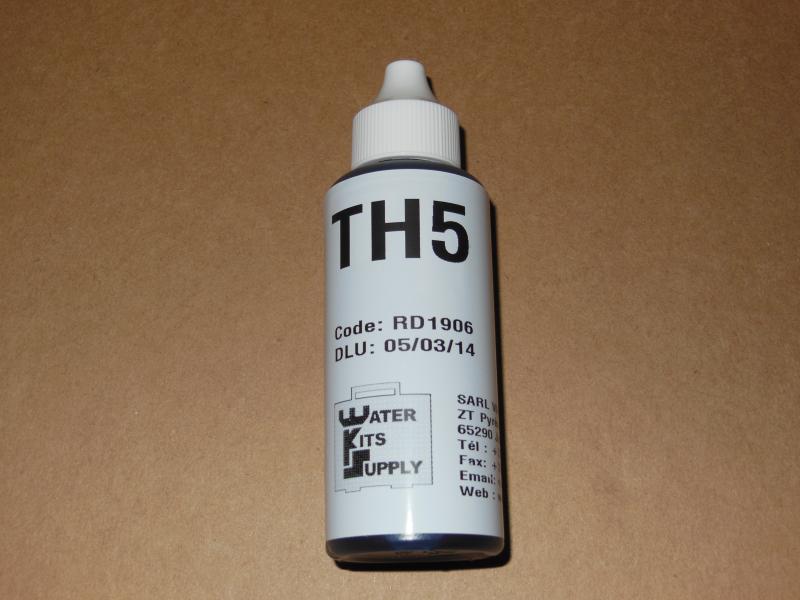 TH5
Code: RD1906
DLU: 05/03/14
WATER
KITS
SUPPLY
SARL
ZT
65290
Tél :
Fax:
Email:
Web :